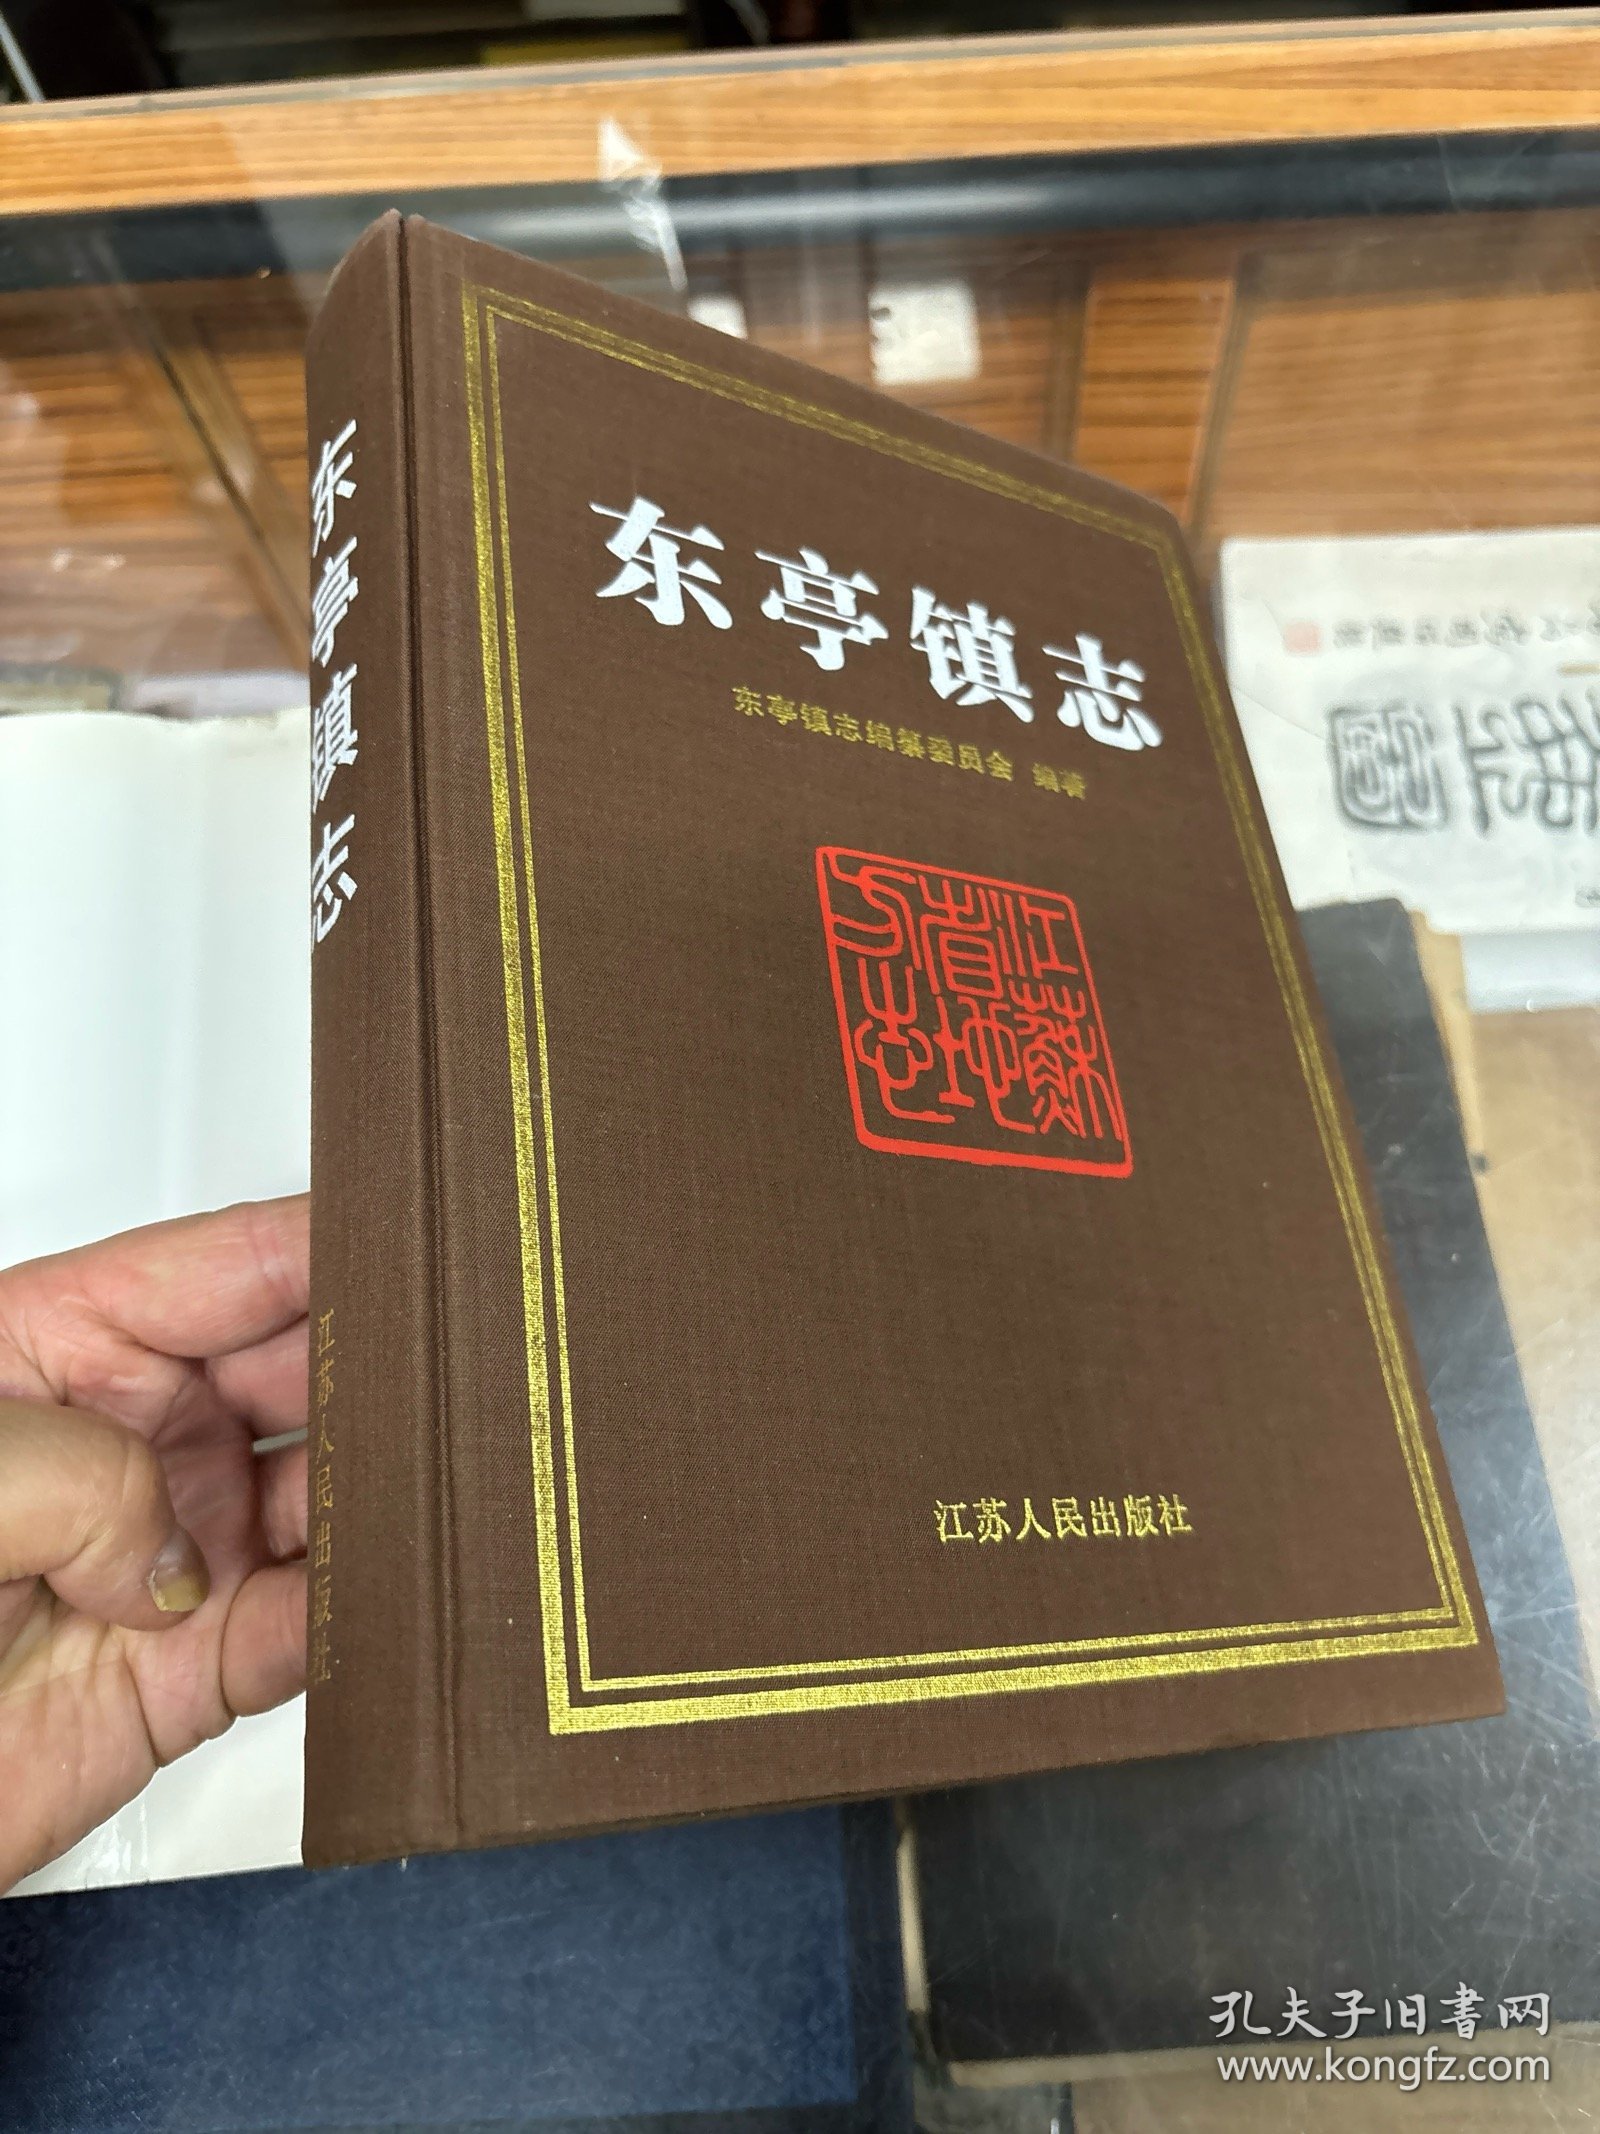 东亭镇志
东亭镇志编纂委员会 编著
江苏
省地
方志
江苏人民出版社
东亭镇志
江苏人民出版社
孔夫子旧书网
www.kongfz.com